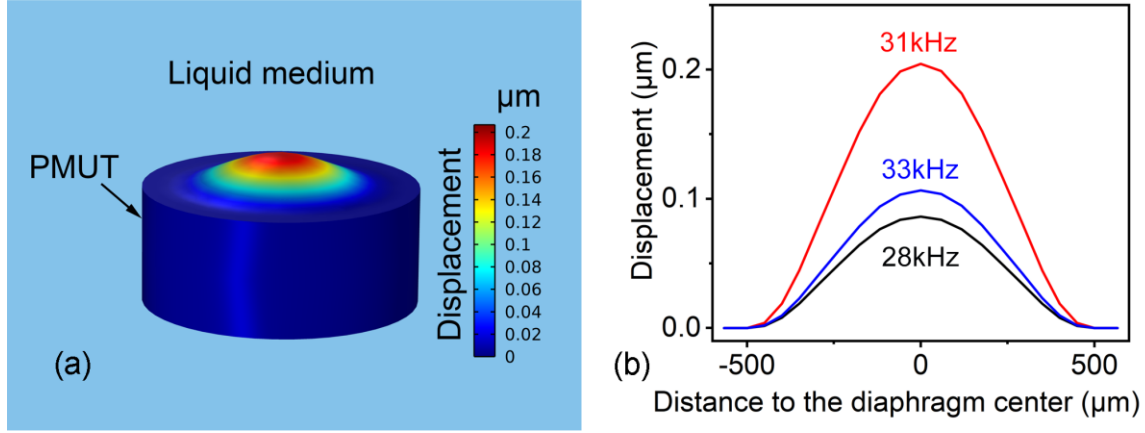 Liquid medium
PMUT
µm
Displacement
0.2
0.18
0.16
0.14
0.12
0.1
0.08
0.06
0.04
0.02
0
(a)
31kHz
33kHz
28kHz
Displacement (µm)
0.2
0.1
0.0
-500
0
500
(b)
Distance to the diaphragm center (µm)